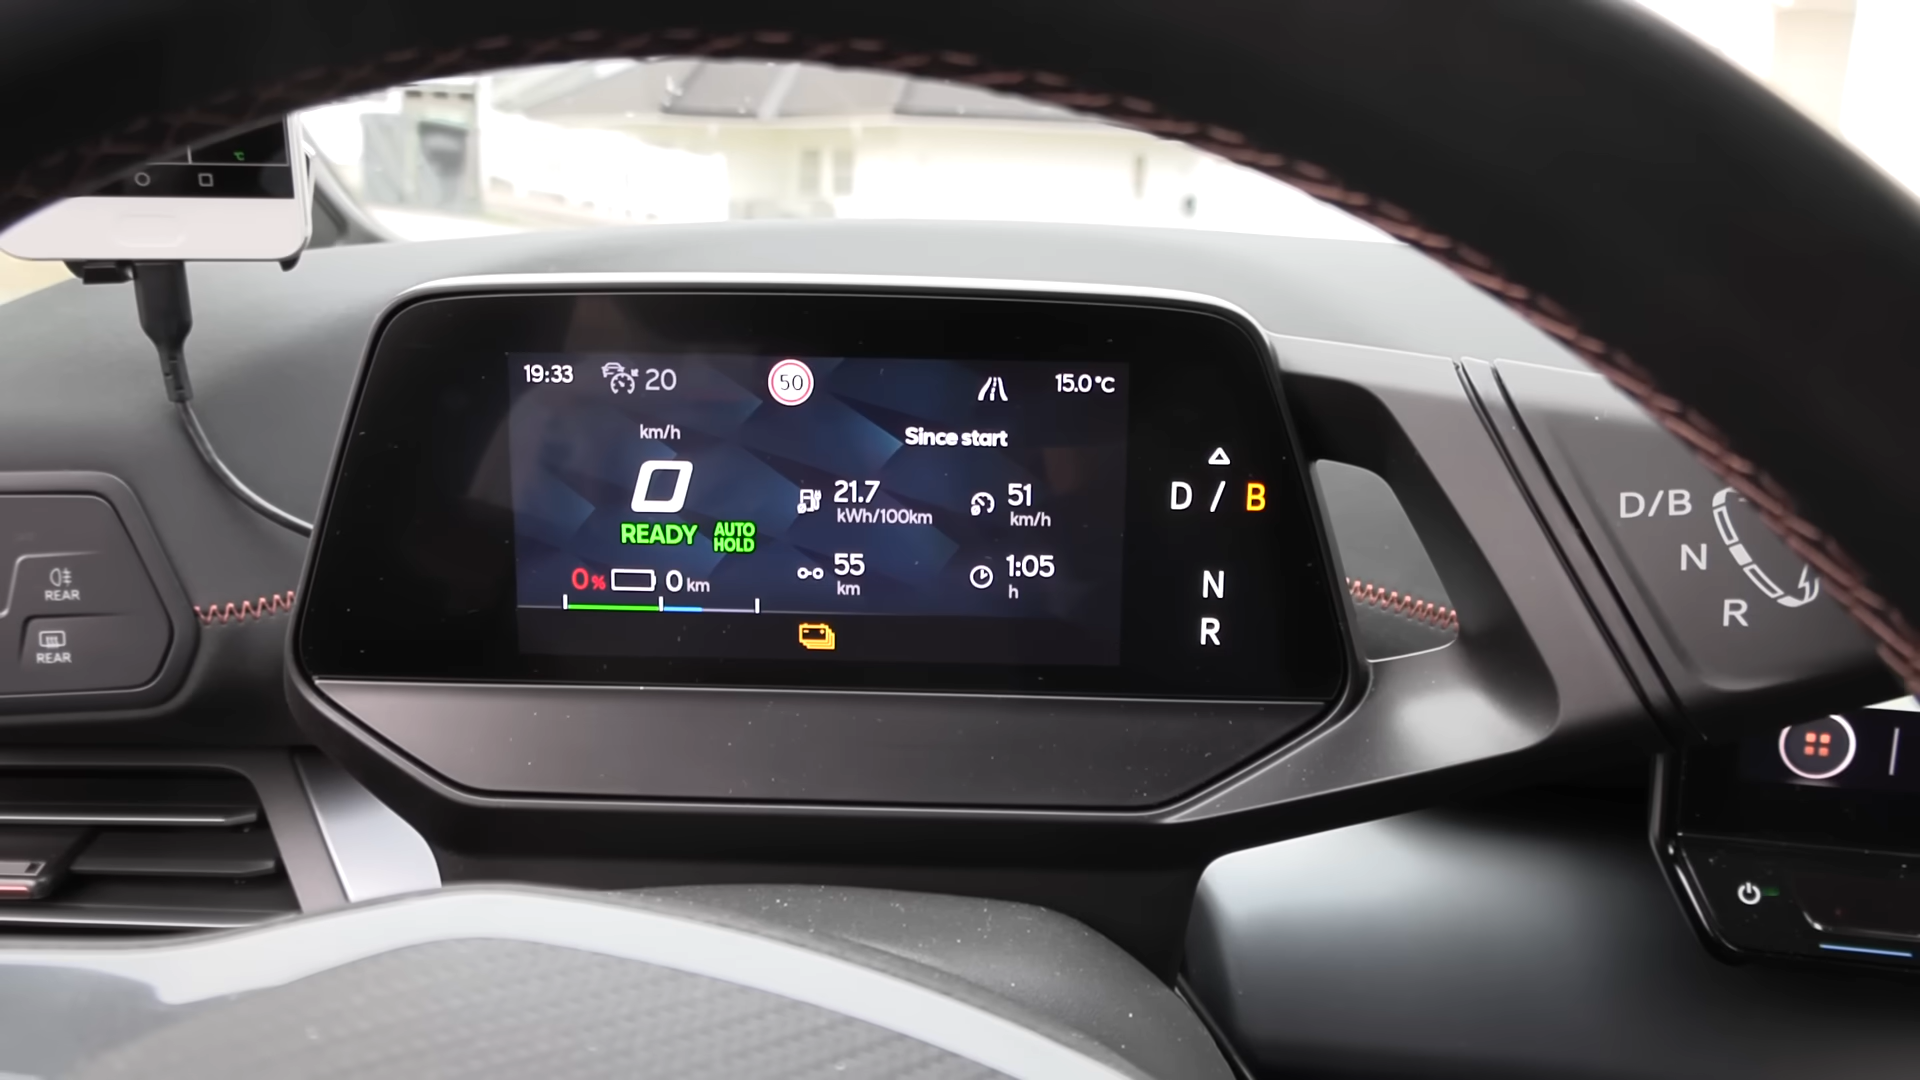 ℃
19:33
20
50
15.0°C
km/h
Since start
0
READY
AUTO
HOLD
21.7
kWh/100km
51
km/h
0%
0 km
55
km
1:05
h
D / B
N
R
D/B
N
R
REAR
REAR